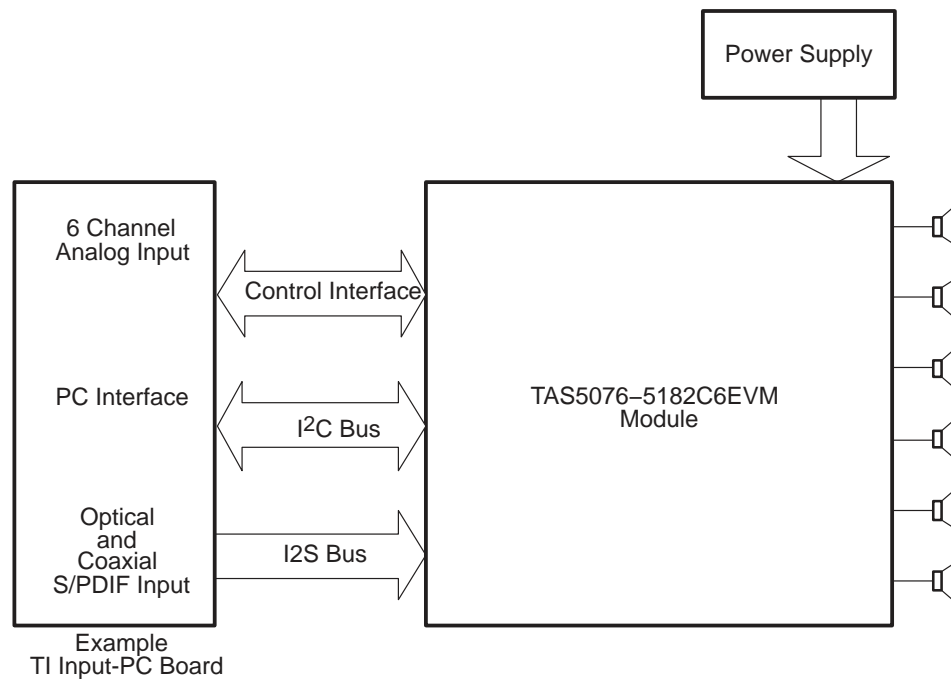 Power Supply
6 Channel
Analog Input
Control Interface
PC Interface
I²C Bus
TAS5076–5182C6EVM
Module
Optical
and
Coaxial
S/PDIF Input
I2S Bus
Example
TI Input-PC Board